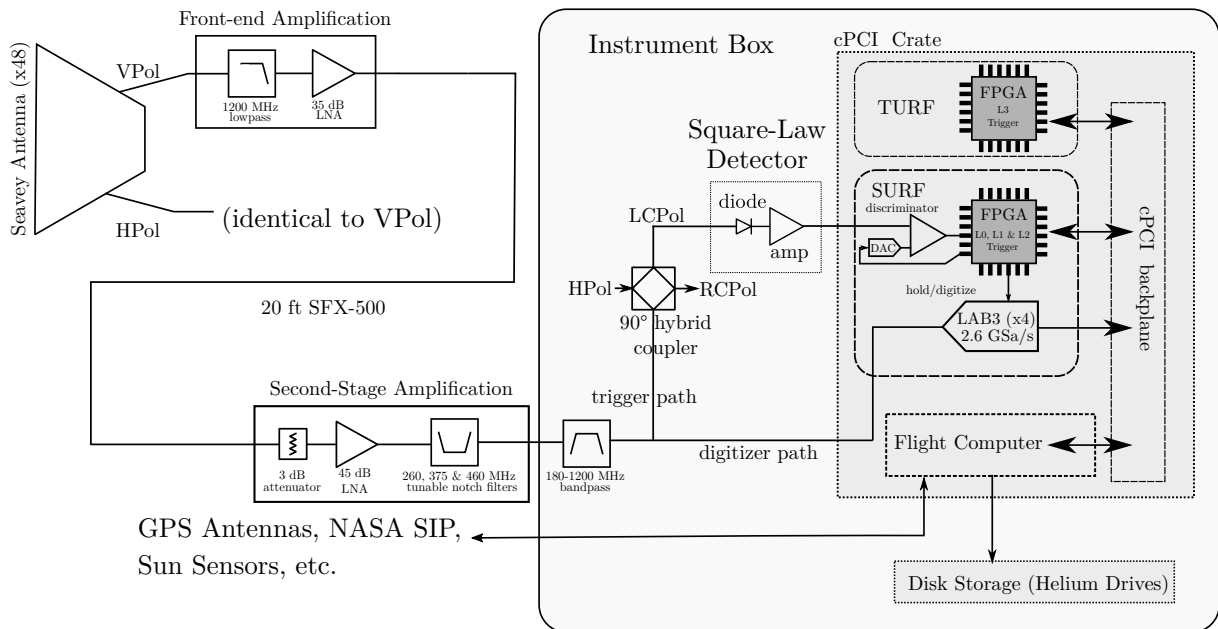 Front-end Amplification
Seavey Antenna (x48)
VPol
1200 MHz
lowpass
35 dB
LNA
HPol
(identical to VPol)
20 ft SFX-500
Second-Stage Amplification
3 dB
attenuator
45 dB
LNA
260, 375 & 460 MHz
tunable notch filters
GPS Antennas, NASA SIP,
Sun Sensors, etc.
Instrument Box
180-1200 MHz
bandpass
trigger path
digitizer path
HPol
RCPol
LCPol
90° hybrid
coupler
Square-Law
Detector
diode
amp
cPCI Crate
TURF
FPGA
L3
Trigger
SURF
discriminator
DAC
FPGA
L0, L1 & L2
Trigger
hold/digitize
LAB3 (x4)
2.6 GSa/s
cPCI backplane
Flight Computer
Disk Storage (Helium Drives)